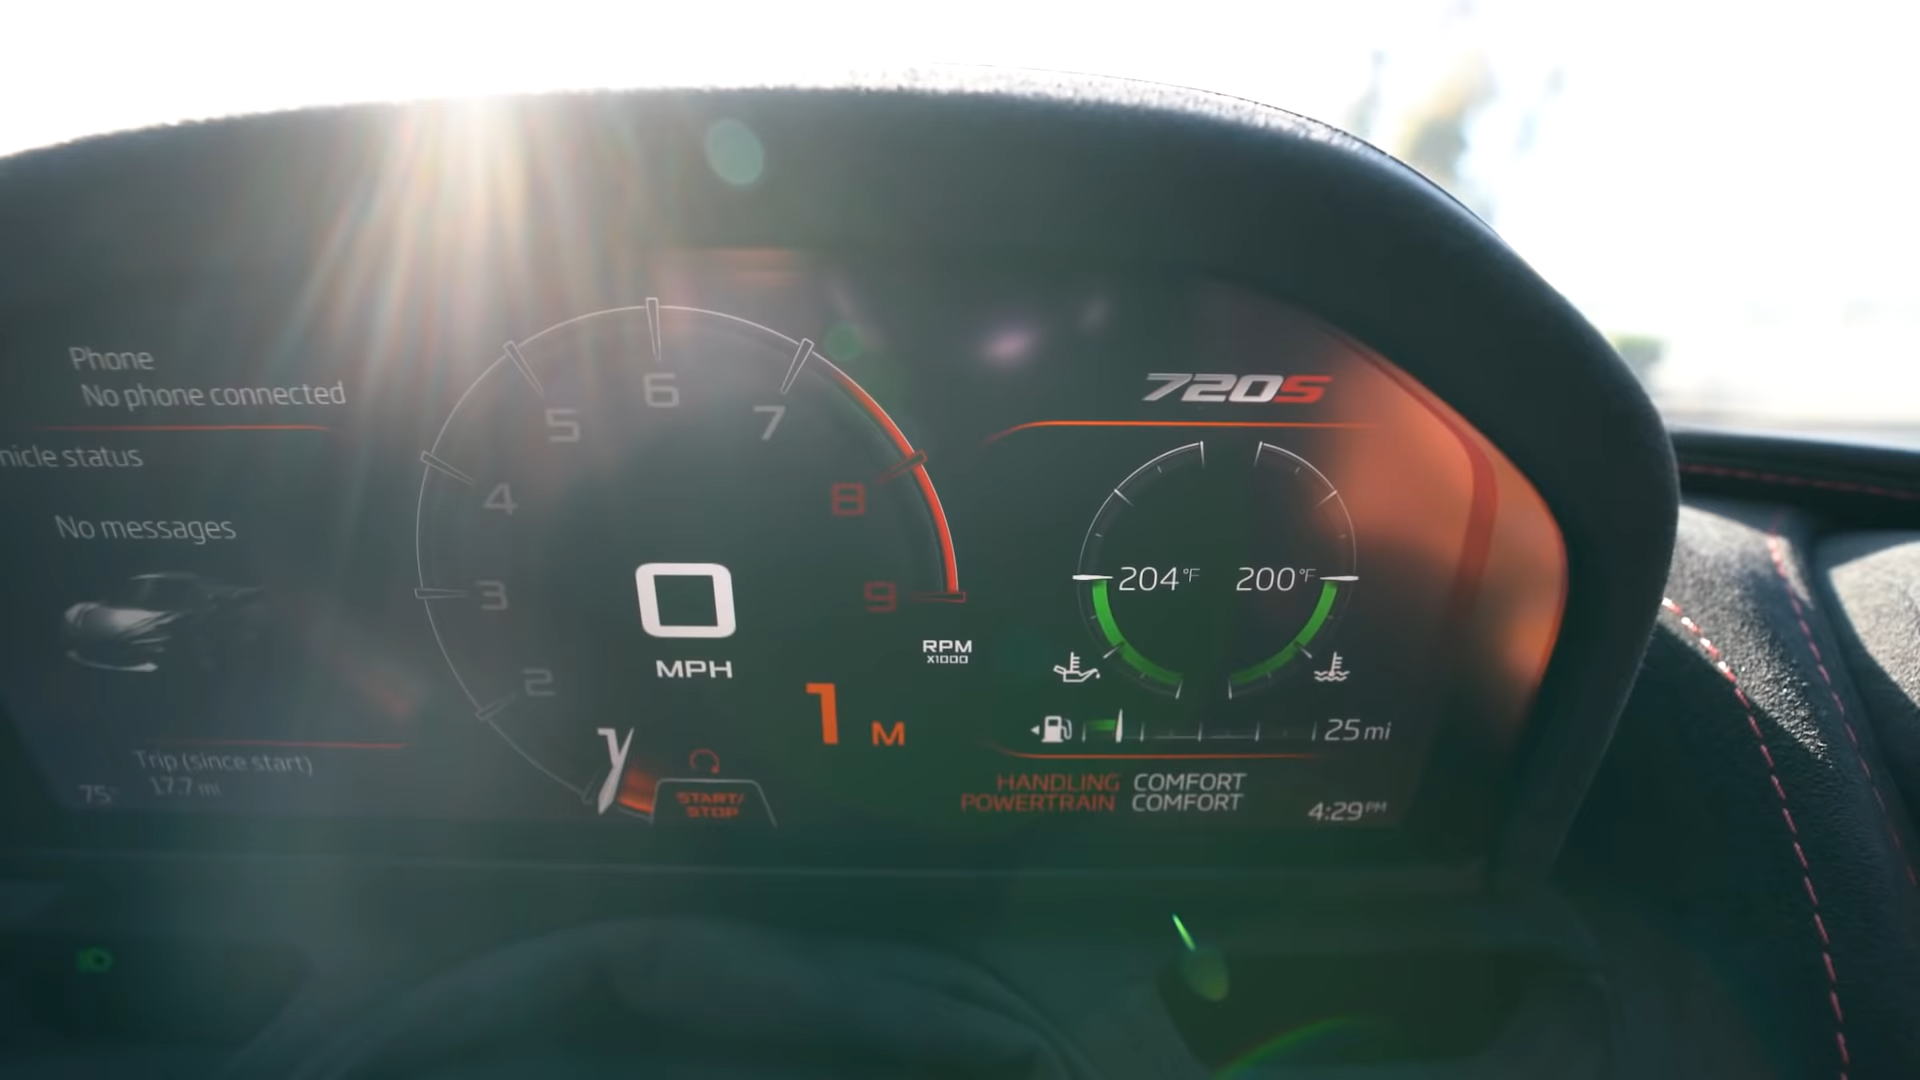 Phone
No phone connected
hicle status
No messages
Trip (since start)
17.7 mi
75°
2
3
4
5
6
7
8
9
RPM
X1000
0
MPH
1 M
START/
STOP
720S
204°F
200°F
25 mi
HANDLING COMFORT
POWERTRAIN COMFORT
4:29 PM